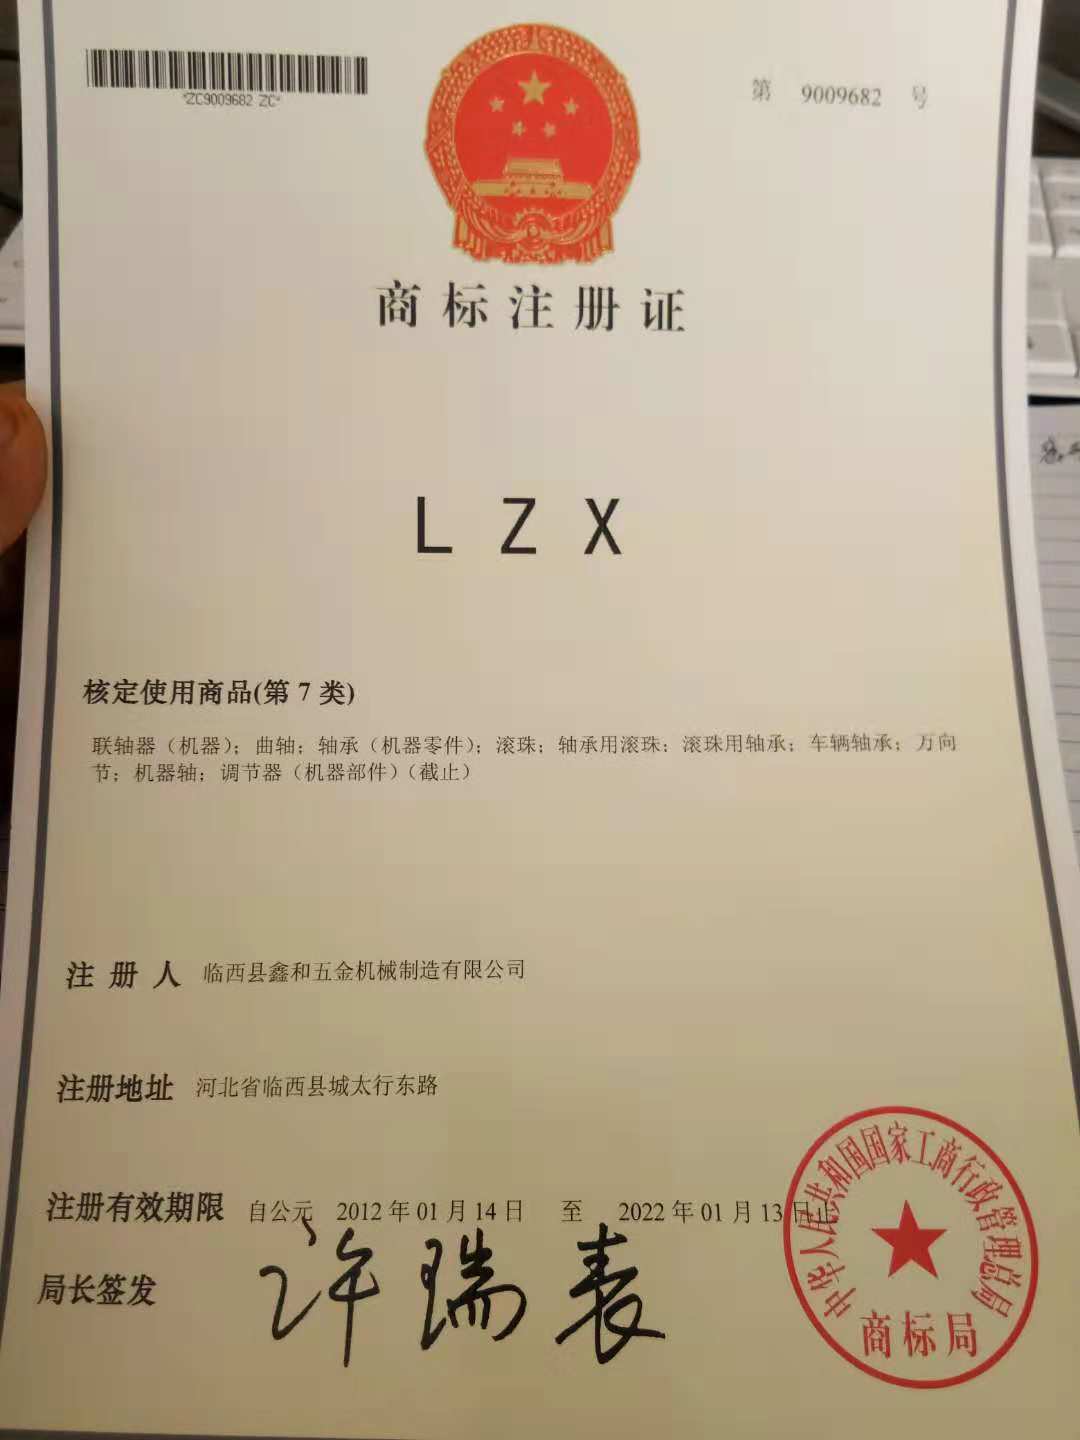 *ZC9009682 ZC*
第 9009682 号
商标注册证
LZX
核定使用商品(第 7 类)
联轴器（机器）；曲轴；轴承（机器零件）；滚珠；轴承用滚珠；滚珠用轴承；车辆轴承；万向
节；机器轴；调节器（机器部件）（截止）
注册人 临西县鑫和五金机械制造有限公司
注册地址 河北省临西县城太行东路
注册有效期限 自公元 2012 年 01 月 14 日 至 2022 年 01 月 13 日止
局长签发 许瑞表
中华人民共和国国家工商行政管理总局
商标局